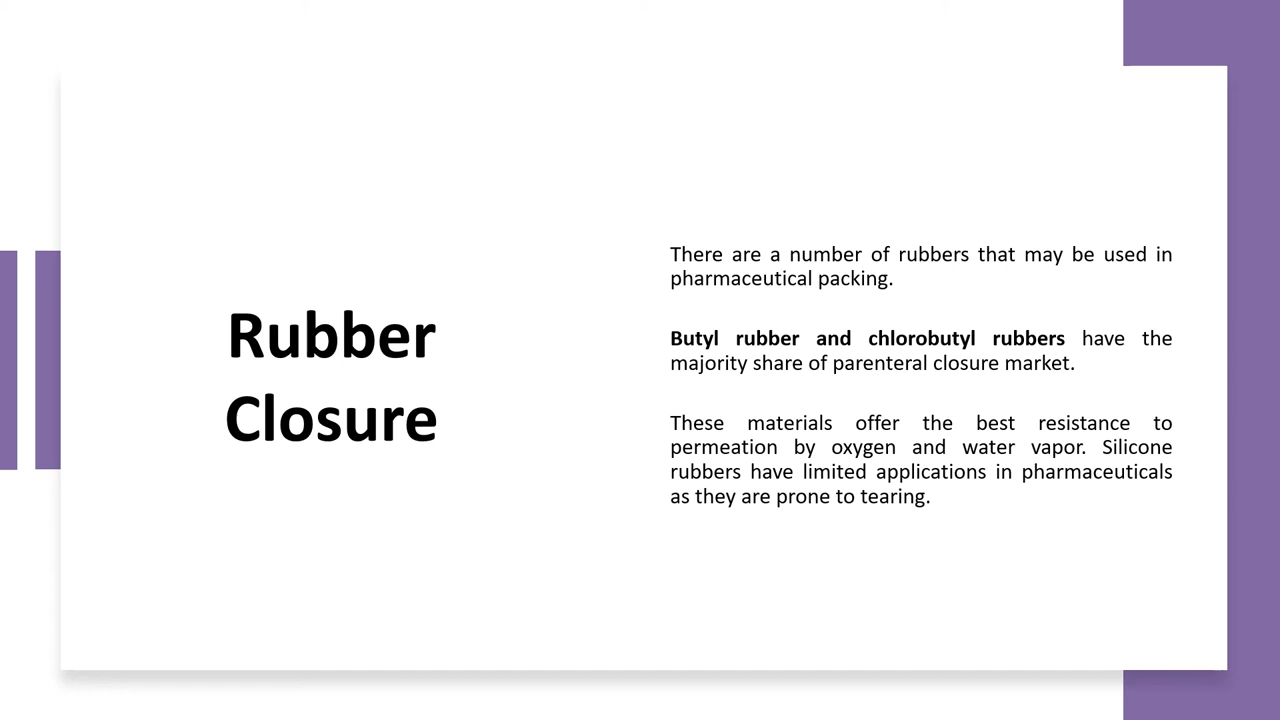 Rubber
Closure
There are a number of rubbers that may be used in
pharmaceutical packing.
Butyl rubber and chlorobutyl rubbers have the
majority share of parenteral closure market.
These materials offer the best resistance to
permeation by oxygen and water vapor. Silicone
rubbers have limited applications in pharmaceuticals
as they are prone to tearing.